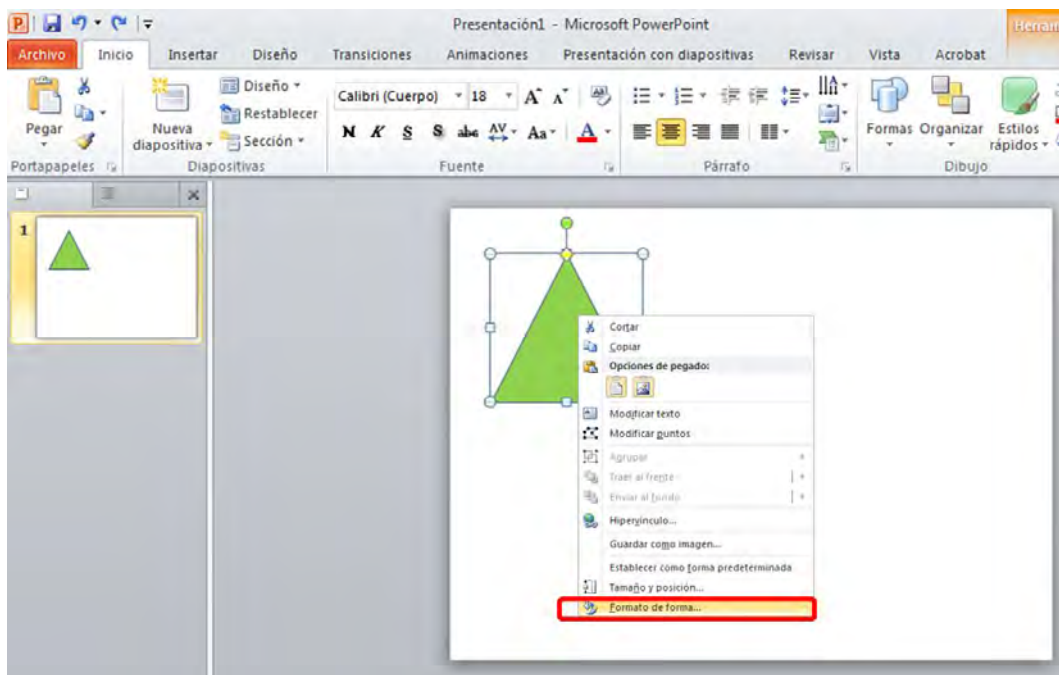 Presentación1 - Microsoft PowerPoint
Archivo Inicio Insertar Diseño Transiciones Animaciones Presentación con diapositivas Revisar Vista Acrobat
Pegar
Portapapeles
Nueva
diapositiva
Diseño
Restablecer
Sección
Diapositivas
Calibri (Cuerpo) 18
N K S S abc AV Aa A
Fuente
Párrafo
Formas Organizar Estilos
rápidos
Dibujo
1
Cortar
Copiar
Opciones de pegado:
Modificar texto
Modificar puntos
Agrupar
Traer al frente
Enviar al fondo
Hipervínculo...
Guardar como imagen...
Establecer como forma predeterminada
Tamaño y posición...
Formato de forma...